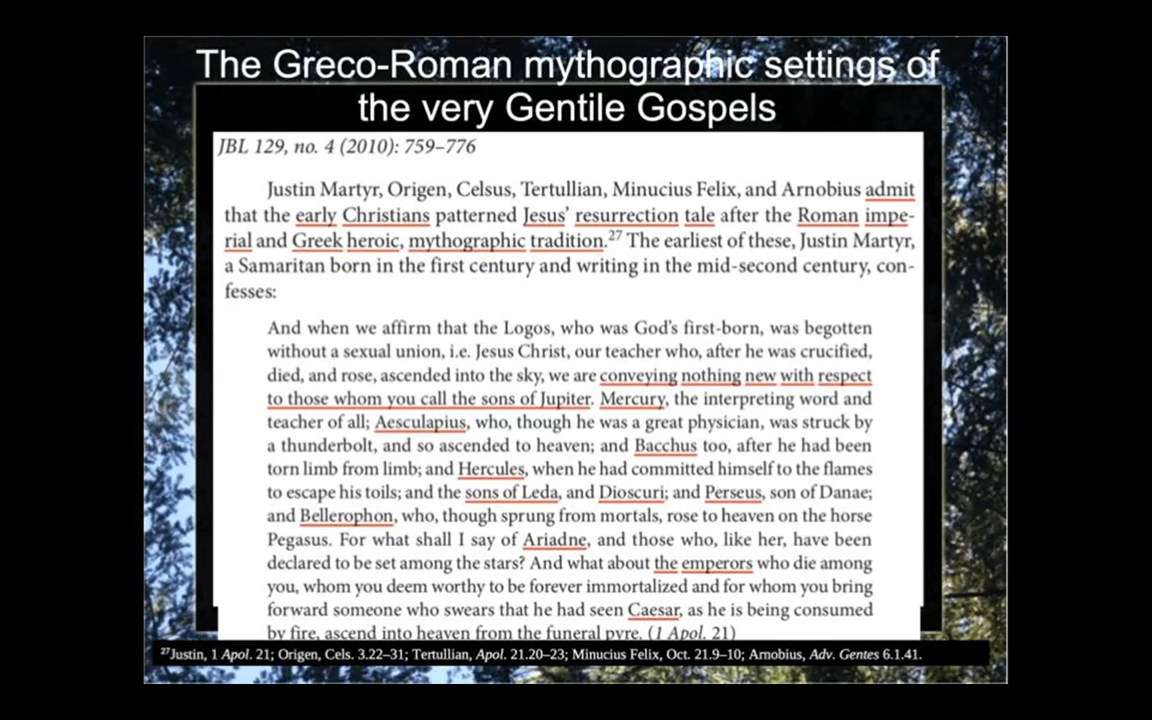 The Greco-Roman mythographic settings of
the very Gentile Gospels
JBL 129, no. 4 (2010): 759–776
Justin Martyr, Origen, Celsus, Tertullian, Minucius Felix, and Arnobius admit
that the early Christians patterned Jesus' resurrection tale after the Roman impe-
rial and Greek heroic, mythographic tradition.27 The earliest of these, Justin Martyr,
a Samaritan born in the first century and writing in the mid-second century, con-
fesses:
And when we affirm that the Logos, who was God's first-born, was begotten
without a sexual union, i.e. Jesus Christ, our teacher who, after he was crucified,
died, and rose, ascended into the sky, we are conveying nothing new with respect
to those whom you call the sons of Jupiter. Mercury, the interpreting word and
teacher of all; Aesculapius, who, though he was a great physician, was struck by
a thunderbolt, and so ascended to heaven; and Bacchus too, after he had been
torn limb from limb; and Hercules, when he had committed himself to the flames
to escape his toils; and the sons of Leda, and Dioscuri; and Perseus, son of Danae;
and Bellerophon, who, though sprung from mortals, rose to heaven on the horse
Pegasus. For what shall I say of Ariadne, and those who, like her, have been
declared to be set among the stars? And what about the emperors who die among
you, whom you deem worthy to be forever immortalized and for whom you bring
forward someone who swears that he had seen Caesar, as he is being consumed
by fire, ascend into heaven from the funeral pyre. (1 Apol. 21)
27Justin, 1 Apol. 21; Origen, Cels. 3.22–31; Tertullian, Apol. 21.20–23; Minucius Felix, Oct. 21.9–10; Arnobius, Adv. Gentes 6.1.41.